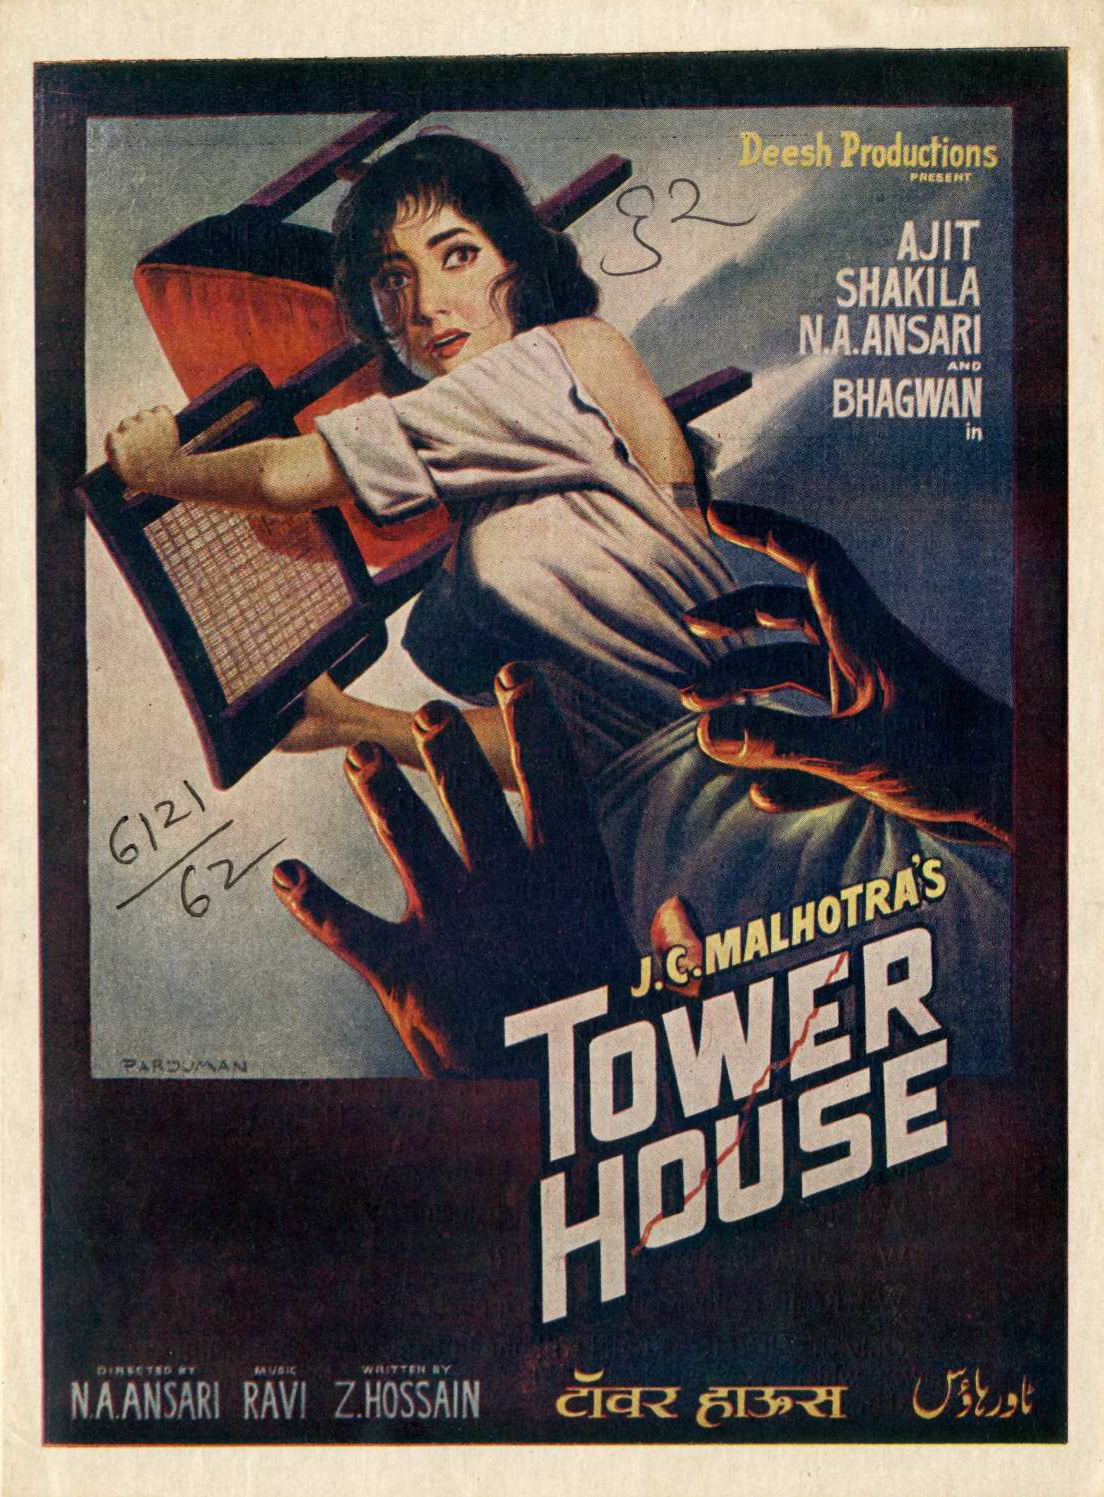 Deesh Productions
PRESENT
AJIT
SHAKILA
N.A.ANSARI
AND
BHAGWAN
in
6121
62
PARDUMAN
J.C.MALHOTRA'S
TOWER
HOUSE
DIRECTED BY
N.A.ANSARI
MUSIC
RAVI
WRITTEN BY
Z.HOSSAIN
टॉवर हाऊस
ٹاور ہاؤس